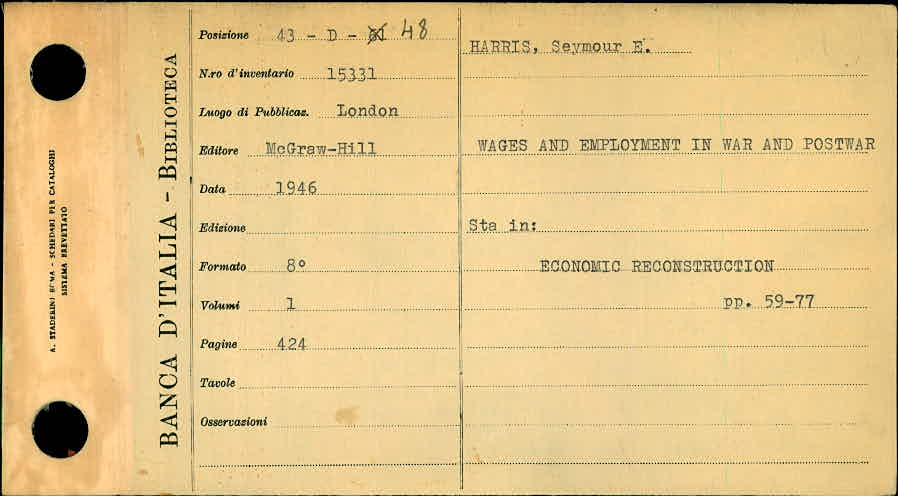 A. STADERINI ROMA - SCHEDARI PER CATALOGHI
SISTEMA BREVETTATO
BANCA D'ITALIA - BIBLIOTECA
Posizione 43 - D - 61 48
N.ro d'inventario 15331
Luogo di Pubblicaz. London
Editore McGraw-Hill
Data 1946
Edizione
Formato 8°
Volumi 1
Pagine 424
Tavole
Osservazioni
HARRIS, Seymour E.
WAGES AND EMPLOYMENT IN WAR AND POSTWAR
Sta in:
ECONOMIC RECONSTRUCTION
pp. 59-77